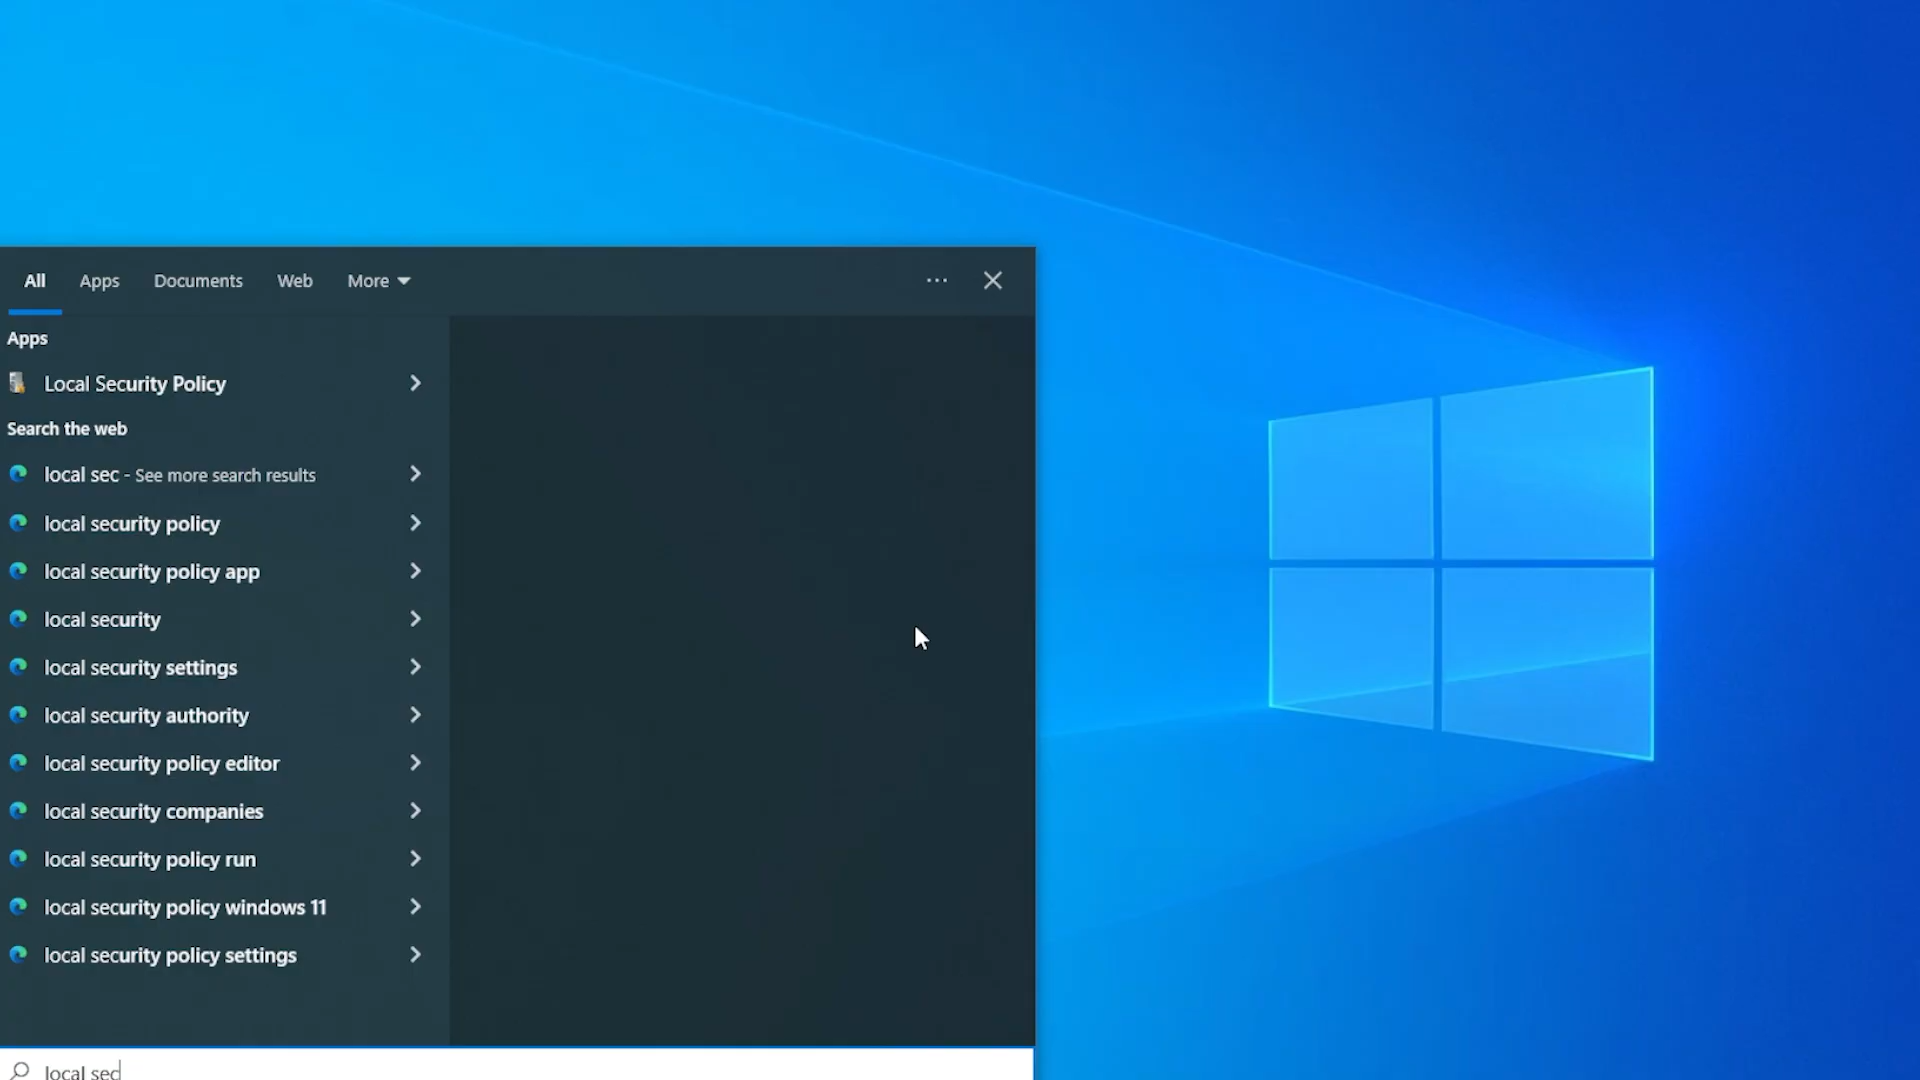 All Apps Documents Web More
Apps
Local Security Policy
Search the web
local sec - See more search results
local security policy
local security policy app
local security
local security settings
local security authority
local security policy editor
local security companies
local security policy run
local security policy windows 11
local security policy settings
local sec